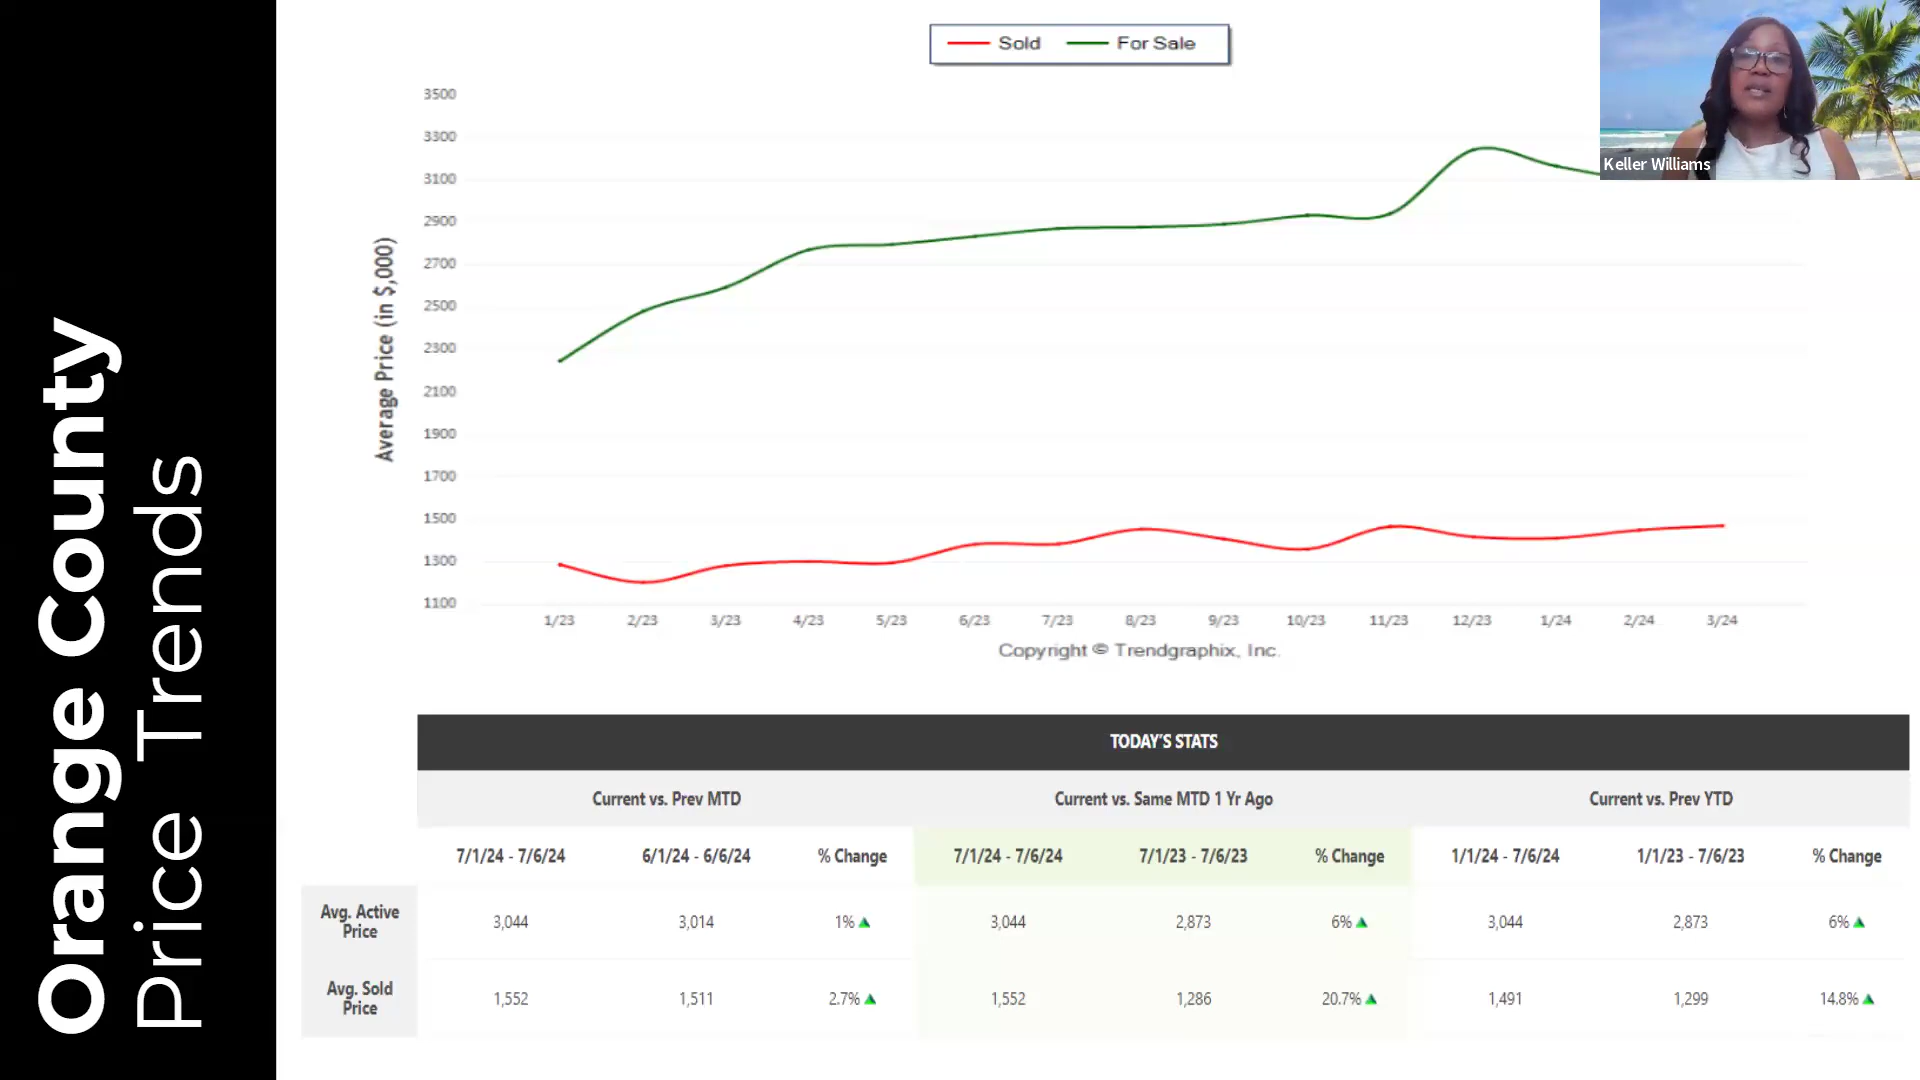 Orange County
Price Trends
Sold For Sale
Keller Williams
Average Price (in $,000)
3500
3300
3100
2900
2700
2500
2300
2100
1900
1700
1500
1300
1100
1/23 2/23 3/23 4/23 5/23 6/23 7/23 8/23 9/23 10/23 11/23 12/23 1/24 2/24 3/24
Copyright © Trendgraphix, Inc.
TODAY'S STATS
Current vs. Prev MTD Current vs. Same MTD 1 Yr Ago Current vs. Prev YTD
7/1/24 - 7/6/24 6/1/24 - 6/6/24 % Change 7/1/24 - 7/6/24 7/1/23 - 7/6/23 % Change 1/1/24 - 7/6/24 1/1/23 - 7/6/23 % Change
Avg. Active
Price
3,044 3,014 1% 3,044 2,873 6% 3,044 2,873 6%
Avg. Sold
Price
1,552 1,511 2.7% 1,552 1,286 20.7% 1,491 1,299 14.8%